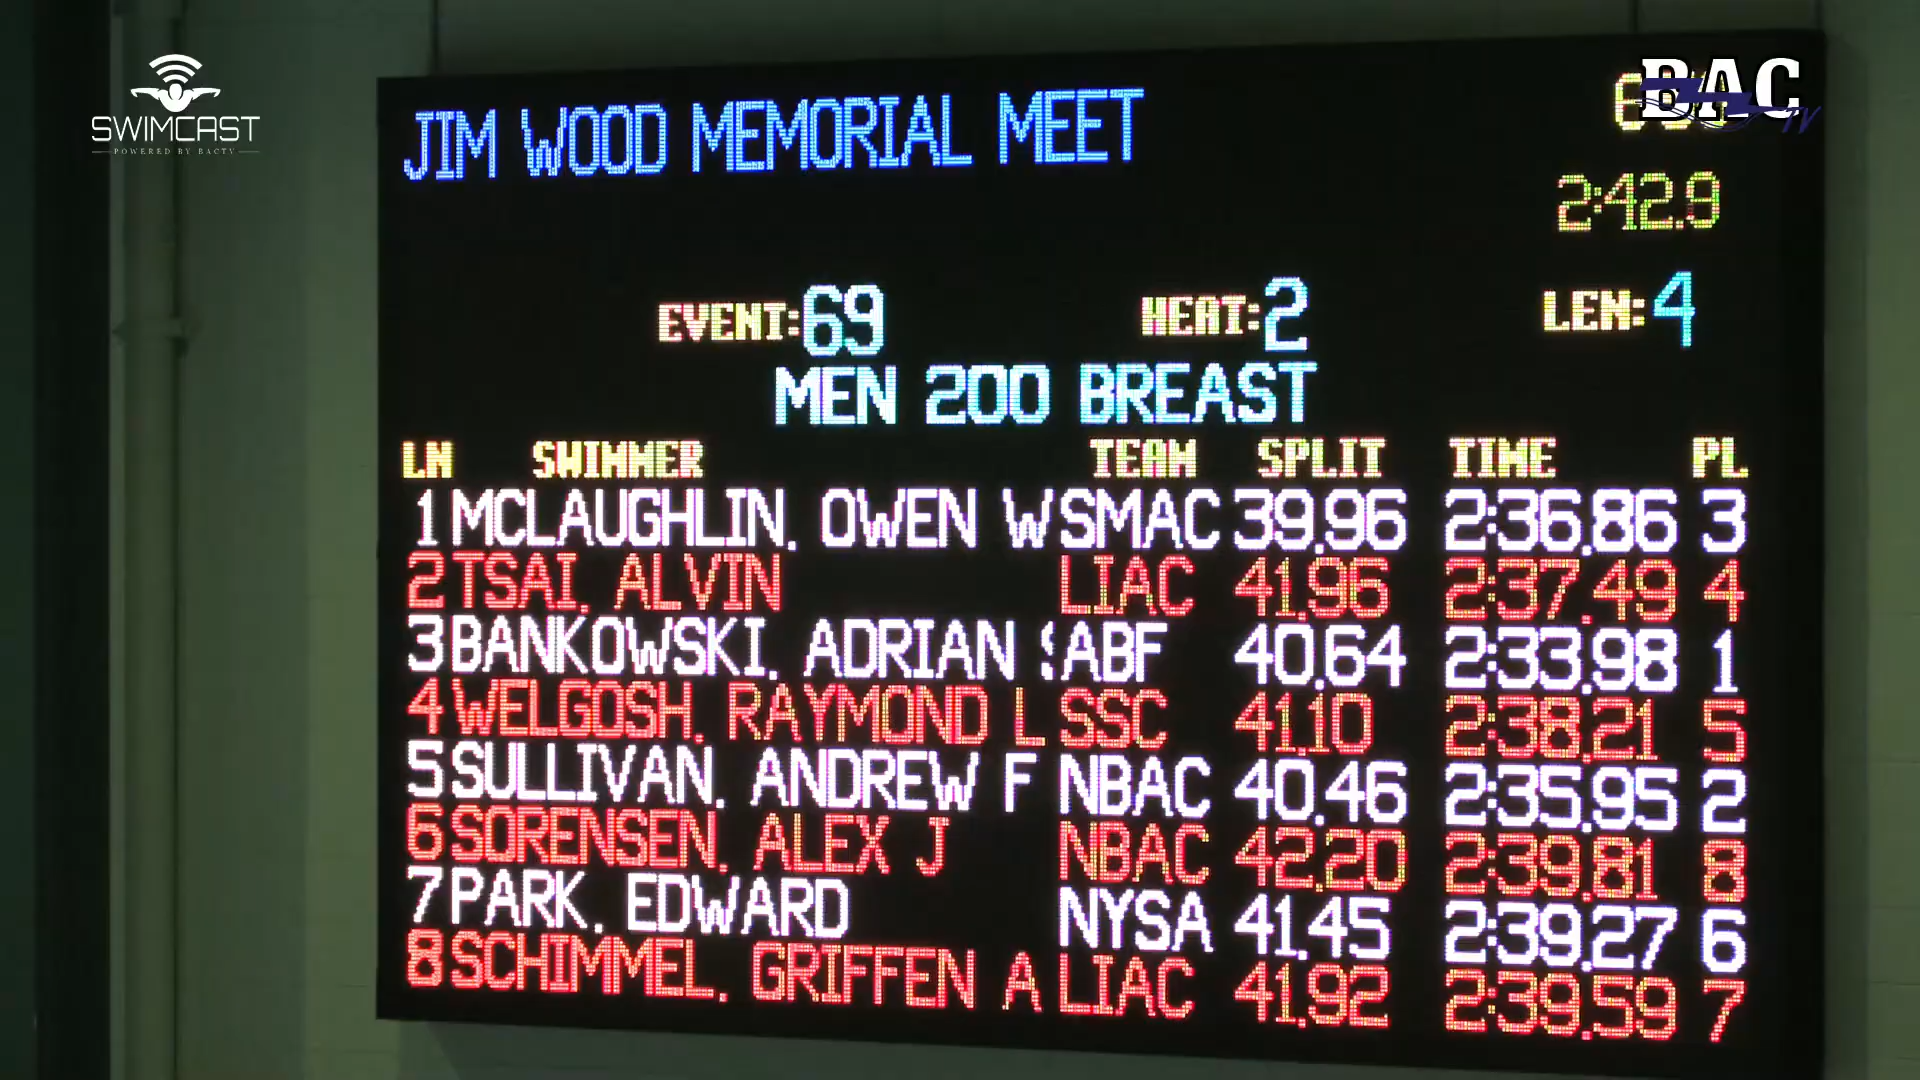 SWIMCAST
POWERED BY BACTV
BAC TV
JIM WOOD MEMORIAL MEET
2:42.9
EVENT:69 HEAT:2 LEN:4
MEN 200 BREAST
LN SWIMMER TEAM SPLIT TIME PL
1 MCLAUGHLIN, OWEN W SMAC 39.96 2:36.86 3
2 TSAI, ALVIN LIAC 41.96 2:37.49 4
3 BANKOWSKI, ADRIAN ABF 40.64 2:33.98 1
4 WELGOSH, RAYMOND L SSC 41.10 2:38.21 5
5 SULLIVAN, ANDREW F NBAC 40.46 2:35.95 2
6 SORENSEN, ALEX J NBAC 42.20 2:39.81 8
7 PARK, EDWARD NYSA 41.45 2:39.27 6
8 SCHIMMEL, GRIFFEN A LIAC 41.92 2:39.59 7